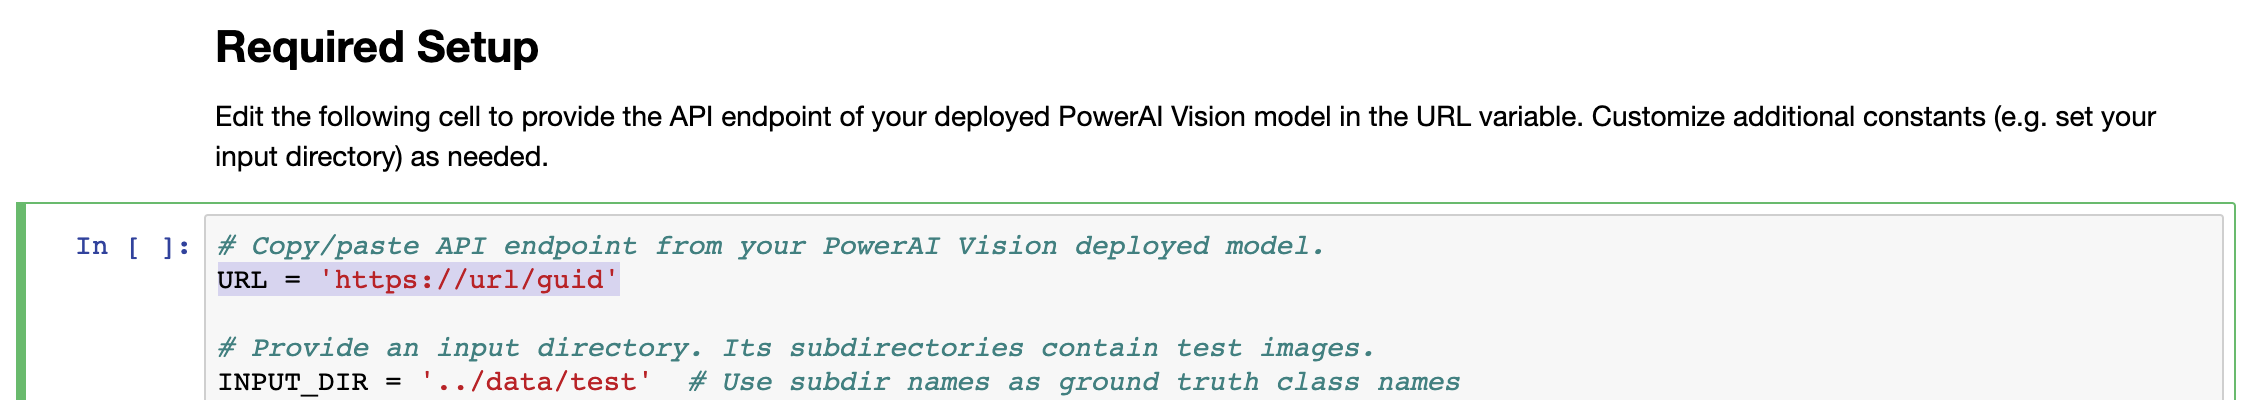 Required Setup
Edit the following cell to provide the API endpoint of your deployed PowerAI Vision model in the URL variable. Customize additional constants (e.g. set your
input directory) as needed.
In [ ]:
# Copy/paste API endpoint from your PowerAI Vision deployed model.
URL = 'https://url/guid'
# Provide an input directory. Its subdirectories contain test images.
INPUT_DIR = '../data/test'  # Use subdir names as ground truth class names